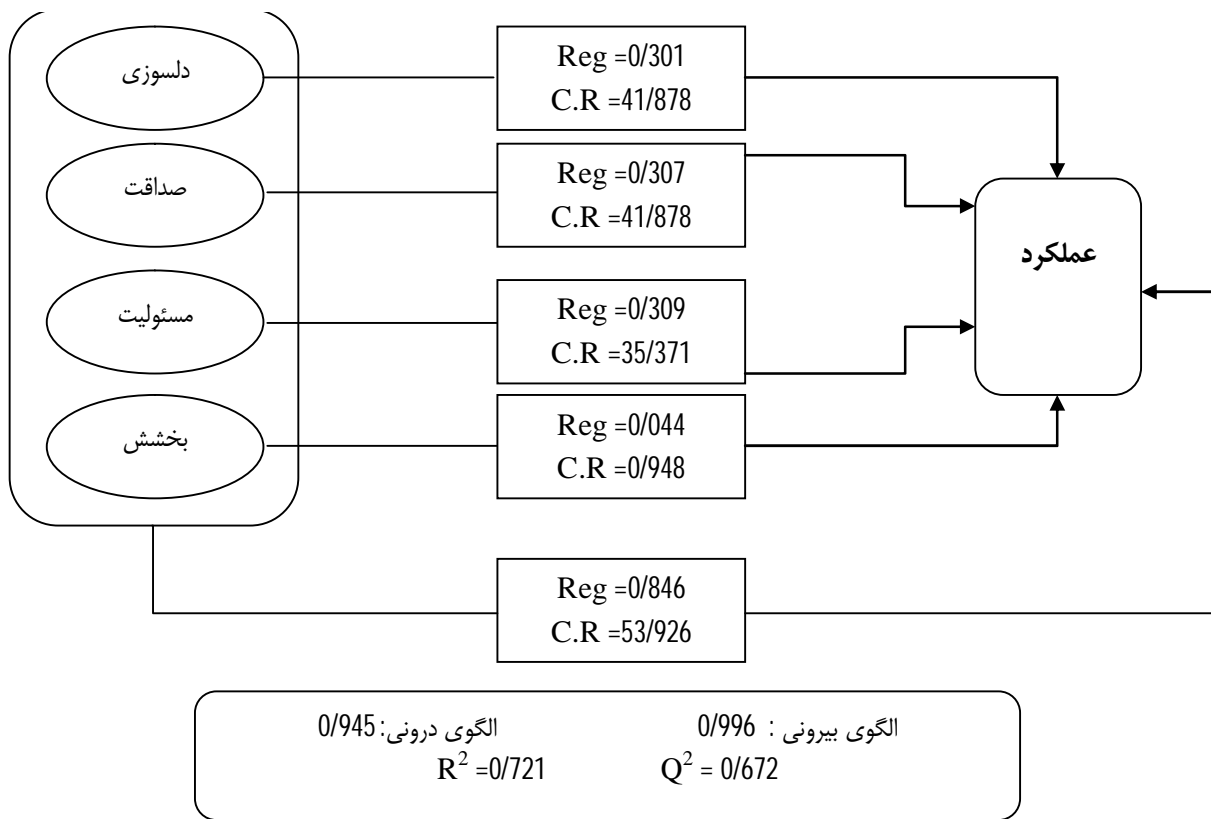 دلسوزی
Reg =0/301
C.R =41/878
صداقت
Reg =0/307
C.R =41/878
عملکرد
مسئولیت
Reg =0/309
C.R =35/371
بخشش
Reg =0/044
C.R =0/948
Reg =0/846
C.R =53/926
الگوی بیرونی : 0/996 الگوی درونی: 0/945
R² =0/721 Q² = 0/672